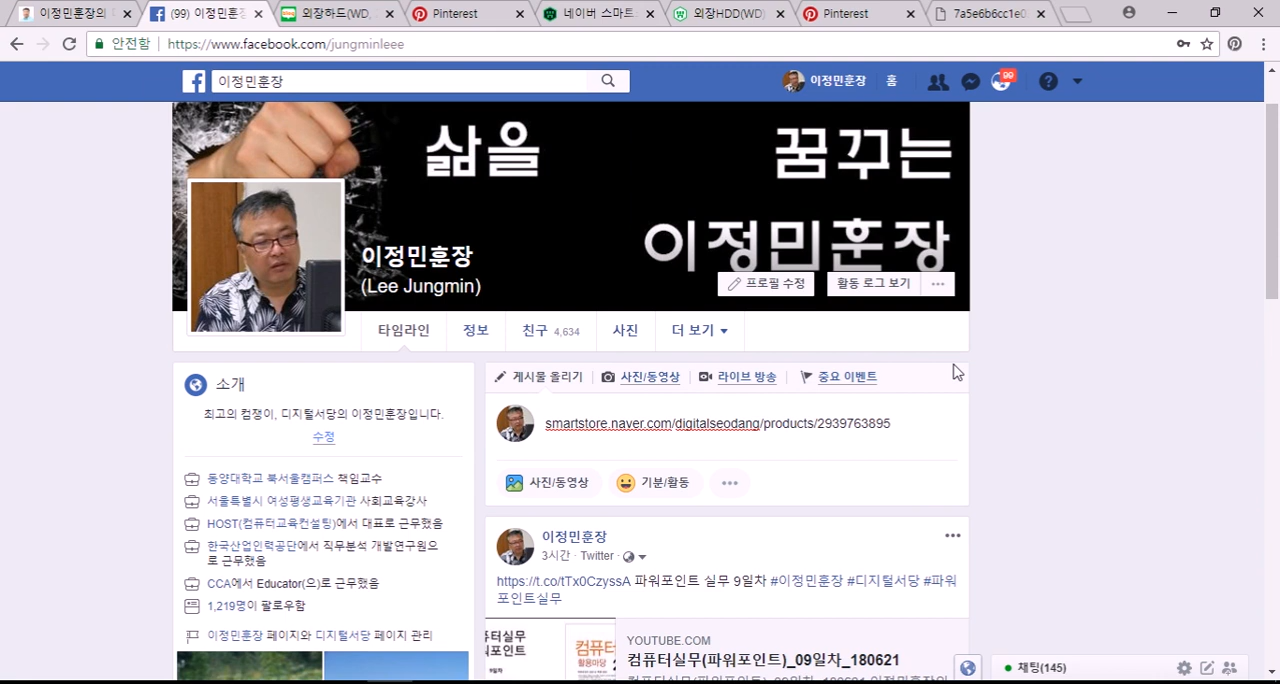 이정민훈장의
(99) 이정민훈장
외장하드(WD,
Pinterest
네이버 스마트
외장HDD(WD)
Pinterest
7a5e6b6cc1e0
안전함 https://www.facebook.com/jungminleee
이정민훈장
이정민훈장 홈 99
삶을 꿈꾸는
이정민훈장
이정민훈장
(Lee Jungmin)
프로필 수정 활동 로그 보기 ···
타임라인 정보 친구 4,634 사진 더 보기
소개
최고의 컴쟁이, 디지털서당의 이정민훈장입니다.
수정
동양대학교 북서울캠퍼스 책임교수
서울특별시 여성평생교육기관 사회교육강사
HOST(컴퓨터교육컨설팅)에서 대표로 근무했음
한국산업인력공단에서 직무분석 개발연구원으
로 근무했음
CCA에서 Educator(으)로 근무했음
1,219명이 팔로우함
이정민훈장 페이지와 디지털서당 페이지 관리
게시물 올리기 사진/동영상 라이브 방송 중요 이벤트
smartstore.naver.com/digitalseodang/products/2939763895
사진/동영상 기분/활동 ···
이정민훈장
3시간 · Twitter ·
https://t.co/tTx0CzyssA 파워포인트 실무 9일차 #이정민훈장 #디지털서당 #파워
포인트실무
YOUTUBE.COM
컴퓨터실무(파워포인트)_09일차_180621
채팅(145)